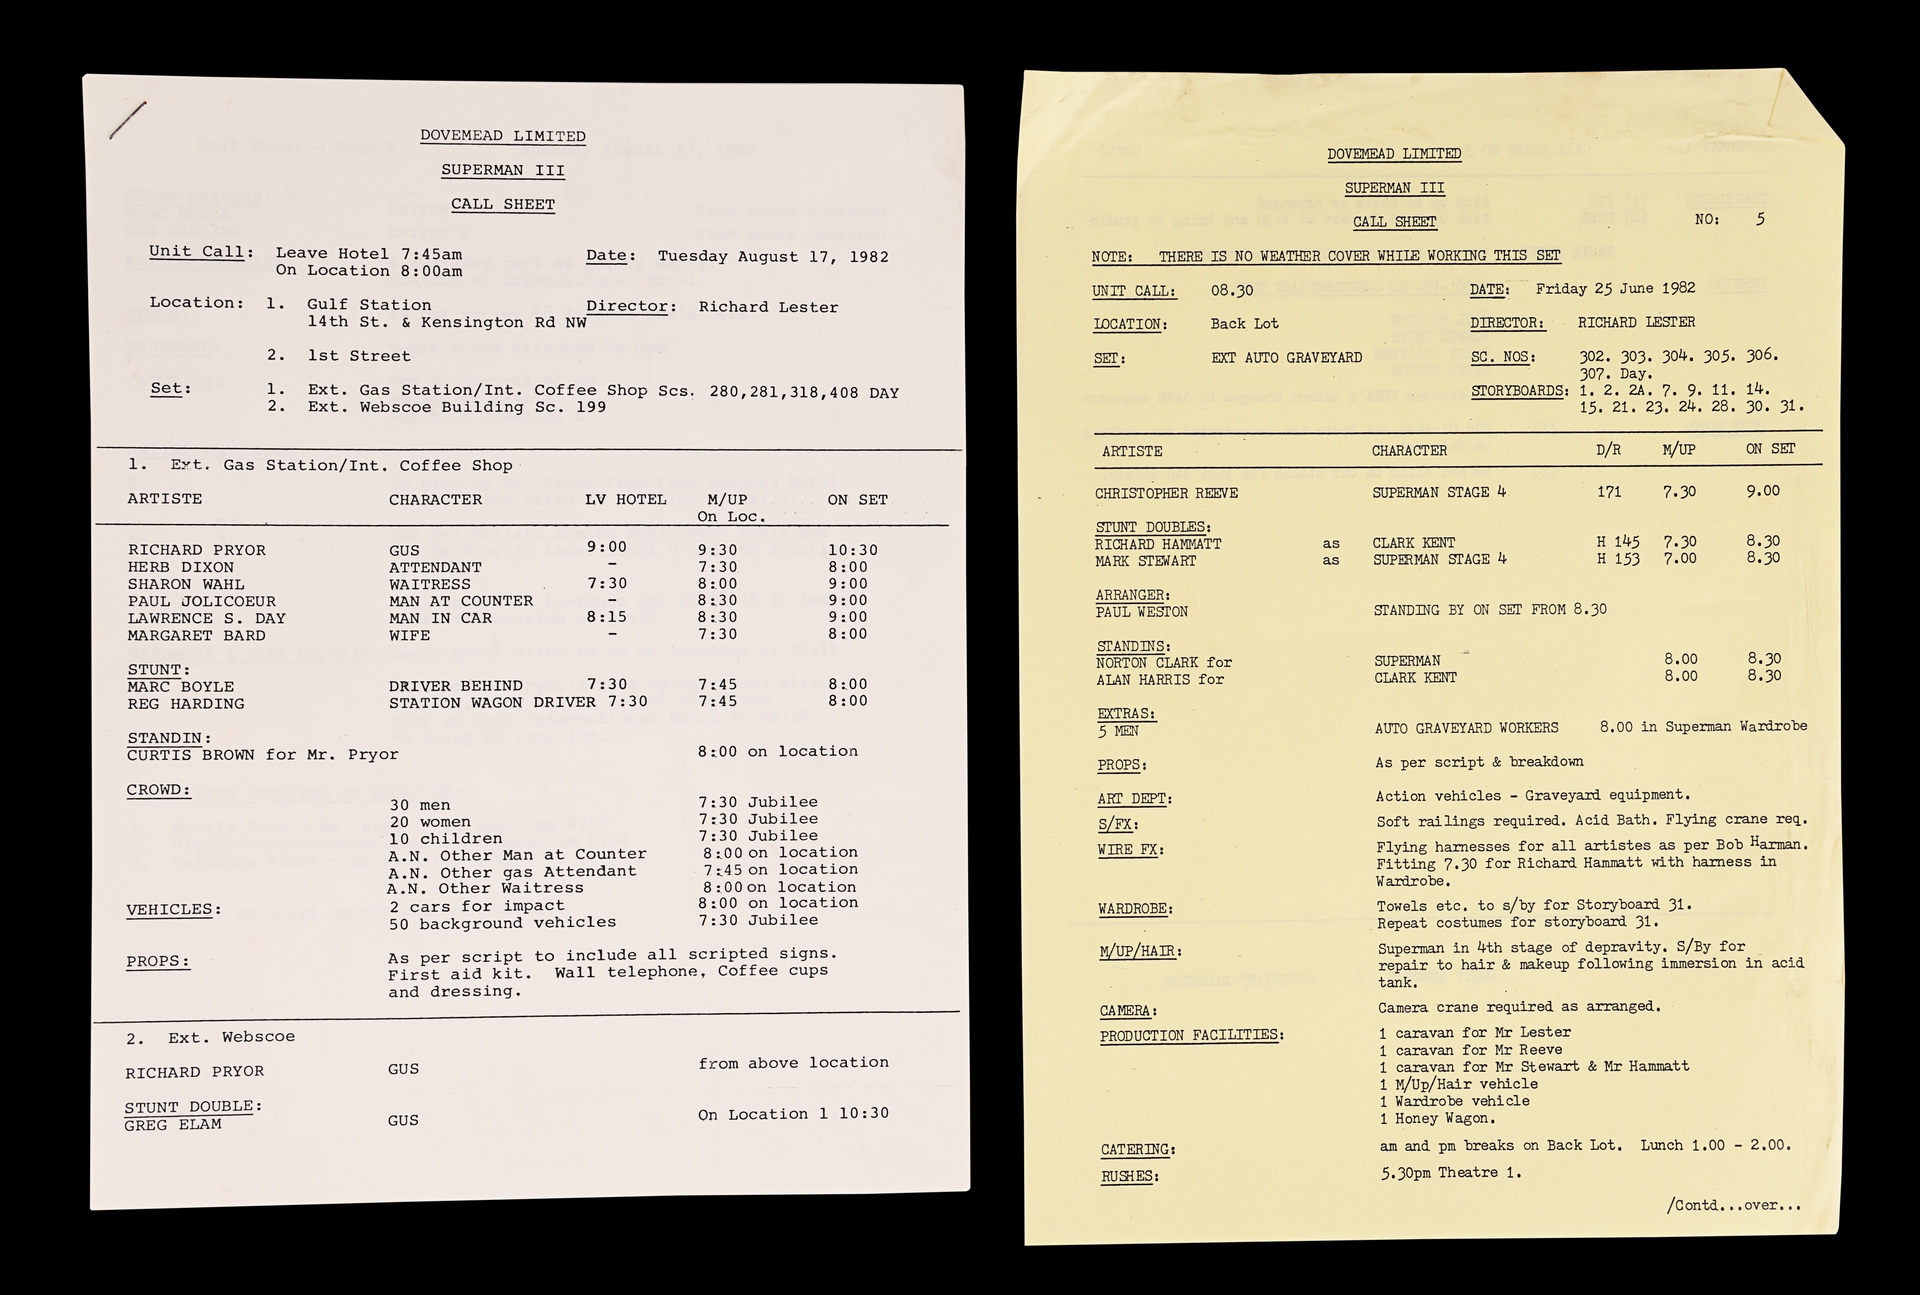 DOVEMEAD LIMITED
SUPERMAN III
CALL SHEET
Unit Call: Leave Hotel 7:45am Date: Tuesday August 17, 1982
On Location 8:00am
Location: 1. Gulf Station Director: Richard Lester
14th St. & Kensington Rd NW
2. 1st Street
Set: 1. Ext. Gas Station/Int. Coffee Shop Scs. 280,281,318,408 DAY
2. Ext. Webscoe Building Sc. 199
1. Ext. Gas Station/Int. Coffee Shop
ARTISTE CHARACTER LV HOTEL M/UP ON SET
On Loc.
RICHARD PRYOR GUS 9:00 9:30 10:30
HERB DIXON ATTENDANT - 7:30 8:00
SHARON WAHL WAITRESS 7:30 8:00 9:00
PAUL JOLICOEUR MAN AT COUNTER - 8:30 9:00
LAWRENCE S. DAY MAN IN CAR 8:15 8:30 9:00
MARGARET BARD WIFE - 7:30 8:00
STUNT:
MARC BOYLE DRIVER BEHIND 7:30 7:45 8:00
REG HARDING STATION WAGON DRIVER 7:30 7:45 8:00
STANDIN:
CURTIS BROWN for Mr. Pryor 8:00 on location
CROWD:
30 men 7:30 Jubilee
20 women 7:30 Jubilee
10 children 7:30 Jubilee
A.N. Other Man at Counter 8:00 on location
A.N. Other gas Attendant 7:45 on location
A.N. Other Waitress 8:00 on location
VEHICLES: 2 cars for impact 8:00 on location
50 background vehicles 7:30 Jubilee
PROPS: As per script to include all scripted signs.
First aid kit. Wall telephone, Coffee cups
and dressing.
2. Ext. Webscoe
RICHARD PRYOR GUS from above location
STUNT DOUBLE:
GREG ELAM GUS On Location 1 10:30
DOVEMEAD LIMITED
SUPERMAN III
CALL SHEET NO: 5
NOTE: THERE IS NO WEATHER COVER WHILE WORKING THIS SET
UNIT CALL: 08.30 DATE: Friday 25 June 1982
LOCATION: Back Lot DIRECTOR: RICHARD LESTER
SET: EXT AUTO GRAVEYARD SC. NOS: 302. 303. 304. 305. 306.
307. Day.
STORYBOARDS: 1. 2. 2A. 7. 9. 11. 14.
15. 21. 23. 24. 28. 30. 31.
ARTISTE CHARACTER D/R M/UP ON SET
CHRISTOPHER REEVE SUPERMAN STAGE 4 171 7.30 9.00
STUNT DOUBLES:
RICHARD HAMMATT as CLARK KENT H 145 7.30 8.30
MARK STEWART as SUPERMAN STAGE 4 H 153 7.00 8.30
ARRANGER:
PAUL WESTON STANDING BY ON SET FROM 8.30
STANDINS:
NORTON CLARK for SUPERMAN 8.00 8.30
ALAN HARRIS for CLARK KENT 8.00 8.30
EXTRAS:
5 MEN AUTO GRAVEYARD WORKERS 8.00 in Superman Wardrobe
PROPS: As per script & breakdown
ART DEPT: Action vehicles - Graveyard equipment.
S/FX: Soft railings required. Acid Bath. Flying crane req.
WIRE FX: Flying harnesses for all artistes as per Bob Harman.
Fitting 7.30 for Richard Hammatt with harness in
Wardrobe.
WARDROBE: Towels etc. to s/by for Storyboard 31.
Repeat costumes for storyboard 31.
M/UP/HAIR: Superman in 4th stage of depravity. S/By for
repair to hair & makeup following immersion in acid
tank.
CAMERA: Camera crane required as arranged.
PRODUCTION FACILITIES: 1 caravan for Mr Lester
1 caravan for Mr Reeve
1 caravan for Mr Stewart & Mr Hammatt
1 M/Up/Hair vehicle
1 Wardrobe vehicle
1 Honey Wagon.
CATERING: am and pm breaks on Back Lot. Lunch 1.00 - 2.00.
RUSHES: 5.30pm Theatre 1.
/Contd...over...